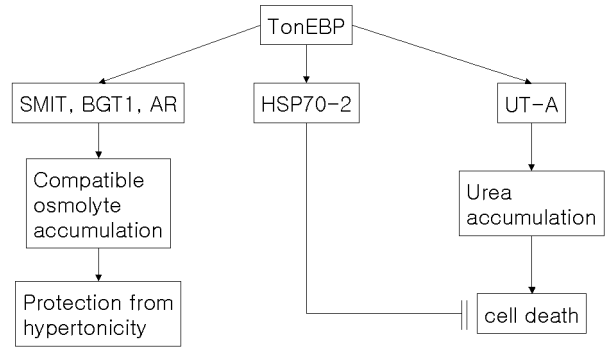 TonEBP
SMIT, BGT1, AR
HSP70-2
UT-A
Compatible
osmolyte
accumulation
Urea
accumulation
Protection from
hypertonicity
cell death